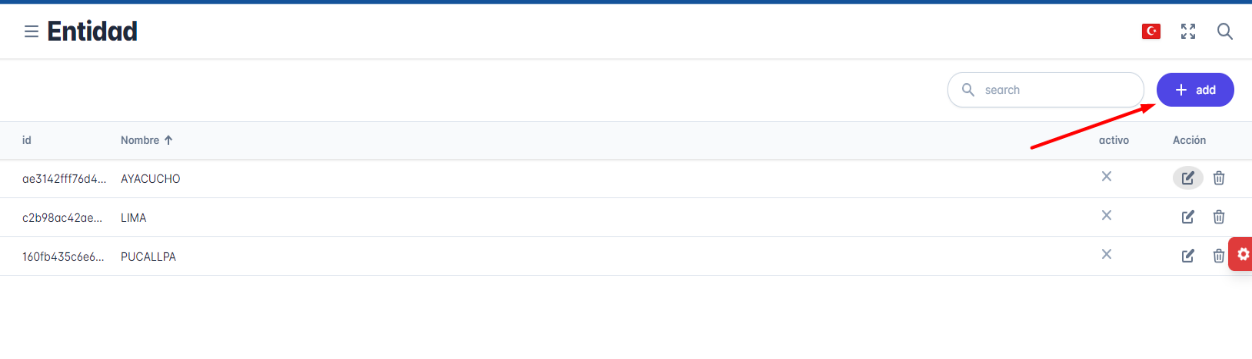 Entidad
search
add
id Nombre activo Acción
ae3142fff76d4... AYACUCHO
c2b98ac42ae... LIMA
160fb435c6e6... PUCALLPA